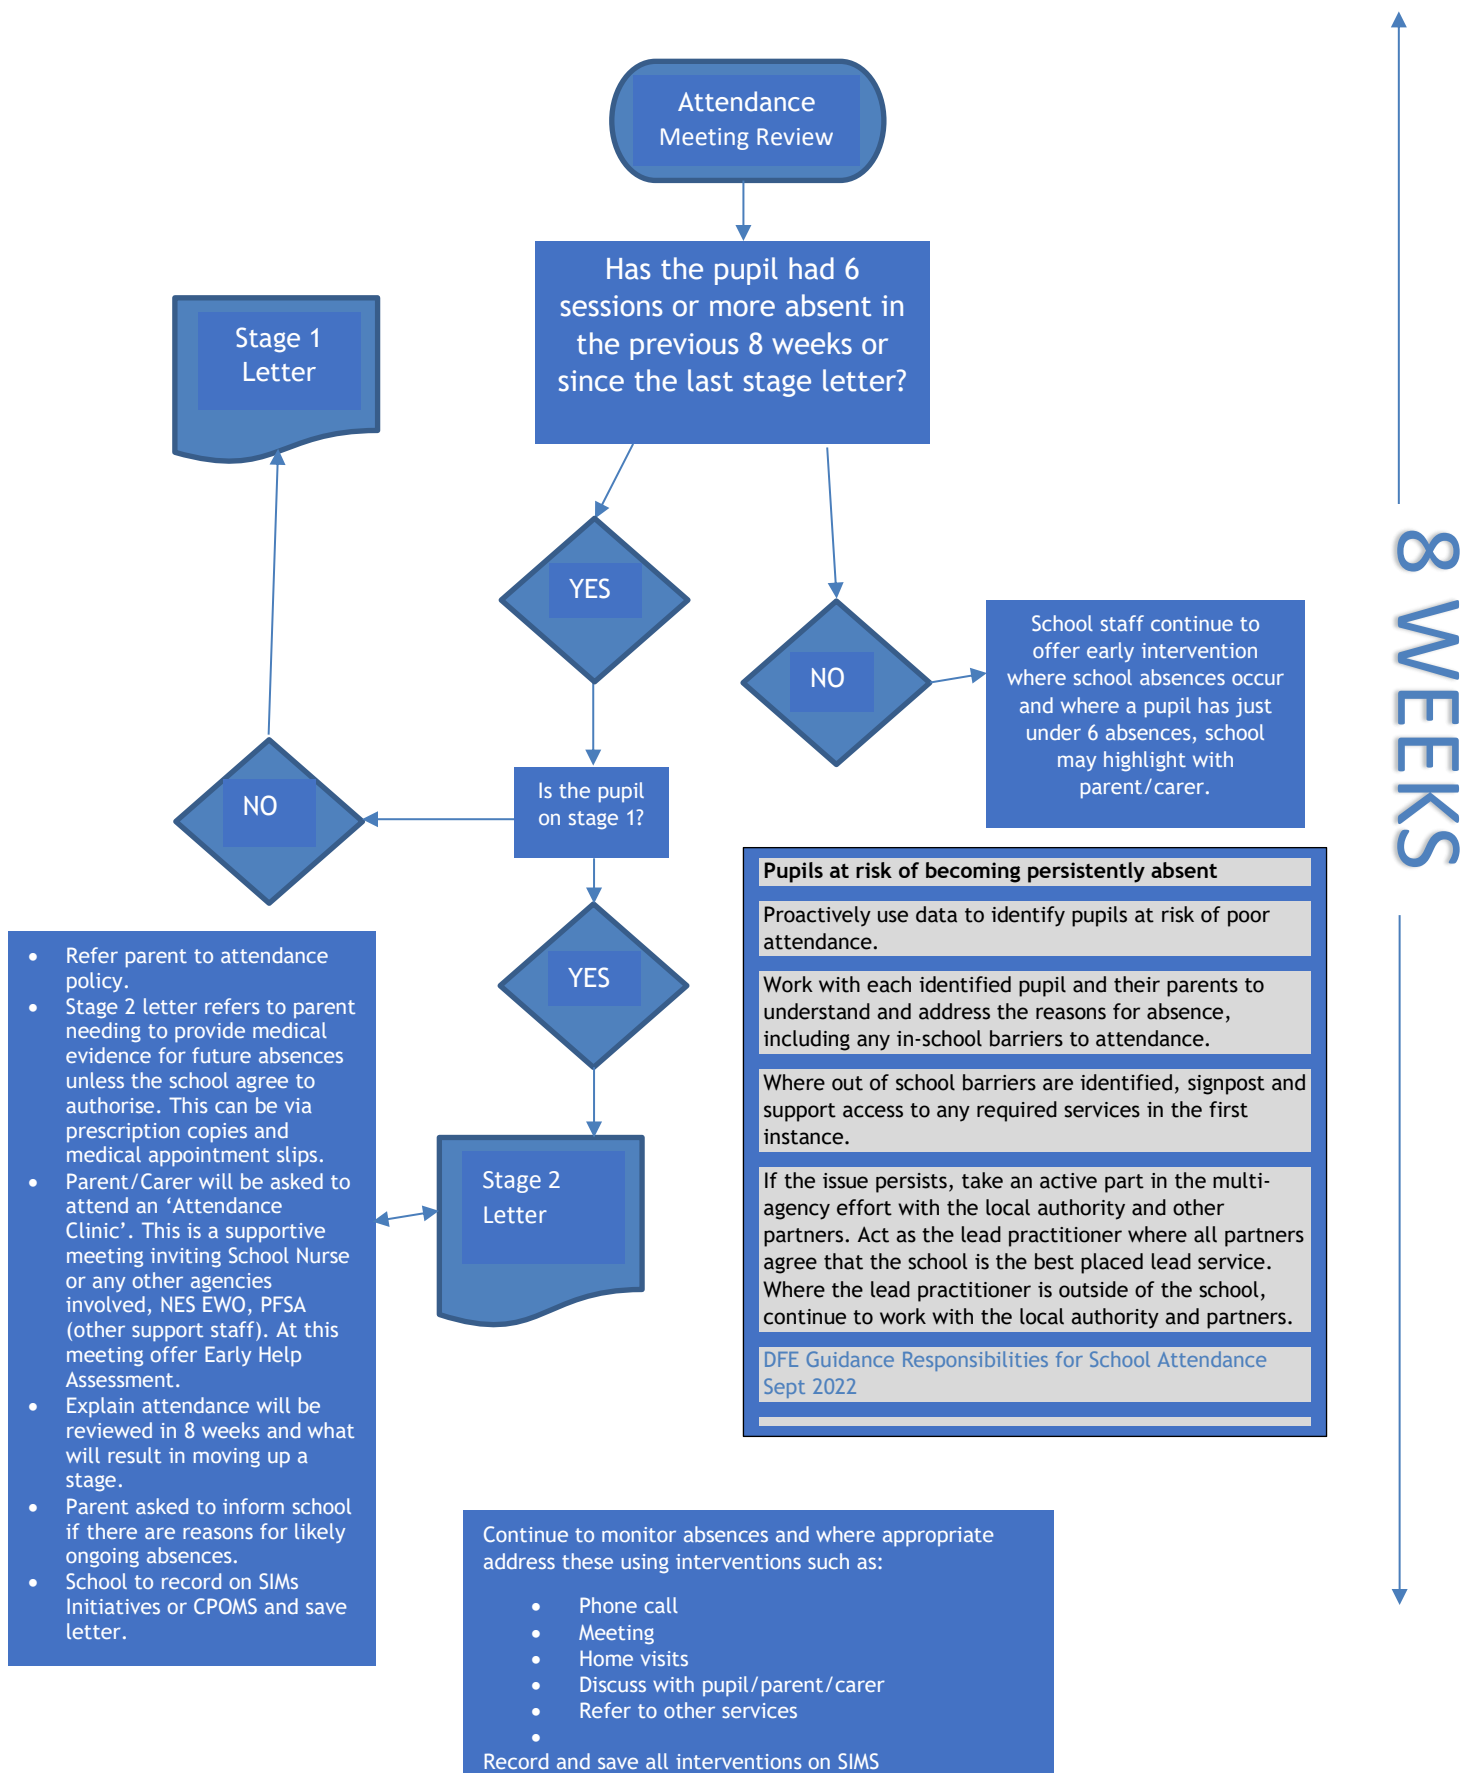 Attendance
Meeting Review
Has the pupil had 6
sessions or more absent in
the previous 8 weeks or
since the last stage letter?
Stage 1
Letter
YES
NO
School staff continue to
offer early intervention
where school absences occur
and where a pupil has just
under 6 absences, school
may highlight with
parent/carer.
8 WEEKS
Is the pupil
on stage 1?
NO
YES
Stage 2
Letter
Pupils at risk of becoming persistently absent
Proactively use data to identify pupils at risk of poor
attendance.
Work with each identified pupil and their parents to
understand and address the reasons for absence,
including any in-school barriers to attendance.
Where out of school barriers are identified, signpost and
support access to any required services in the first
instance.
If the issue persists, take an active part in the multi-
agency effort with the local authority and other
partners. Act as the lead practitioner where all partners
agree that the school is the best placed lead service.
Where the lead practitioner is outside of the school,
continue to work with the local authority and partners.
DFE Guidance Responsibilities for School Attendance
Sept 2022
• Refer parent to attendance
policy.
• Stage 2 letter refers to parent
needing to provide medical
evidence for future absences
unless the school agree to
authorise. This can be via
prescription copies and
medical appointment slips.
• Parent/Carer will be asked to
attend an ‘Attendance
Clinic’. This is a supportive
meeting inviting School Nurse
or any other agencies
involved, NES EWO, PFSA
(other support staff). At this
meeting offer Early Help
Assessment.
• Explain attendance will be
reviewed in 8 weeks and what
will result in moving up a
stage.
• Parent asked to inform school
if there are reasons for likely
ongoing absences.
• School to record on SIMs
Initiatives or CPOMS and save
letter.
Continue to monitor absences and where appropriate
address these using interventions such as:
• Phone call
• Meeting
• Home visits
• Discuss with pupil/parent/carer
• Refer to other services
•
Record and save all interventions on SIMS